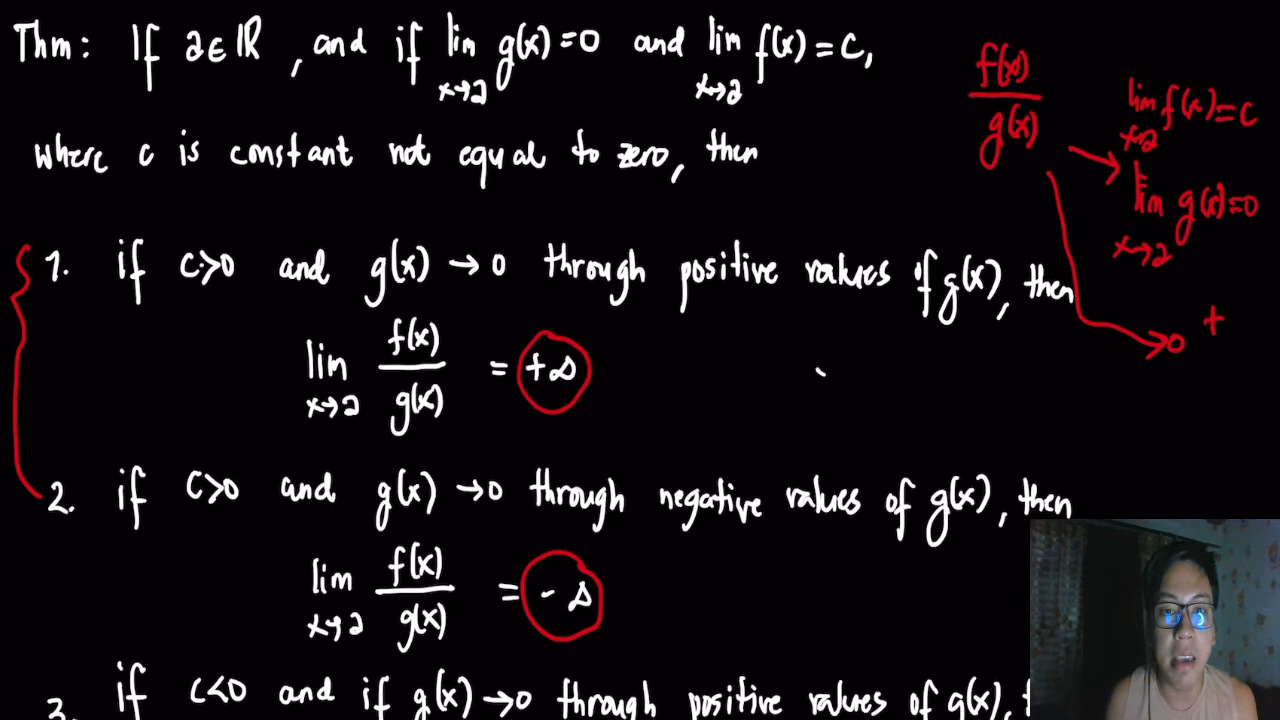 Thm: If a∈ℝ, and if lim x→a g(x)=0 and lim x→a f(x)=c,
where c is constant not equal to zero, then
1. if c>0 and g(x) →0 through positive values if g(x), then
lim x→a f(x)/g(x) = +∞
2. if c>0 and g(x) →0 through negative values of g(x), then
lim x→a f(x)/g(x) = -∞
3. if c<0 and if g(x) →0 through positive values of g(x),
f(x)/g(x)
lim x→a f(x)=c
lim x→a g(x)=0
0 +